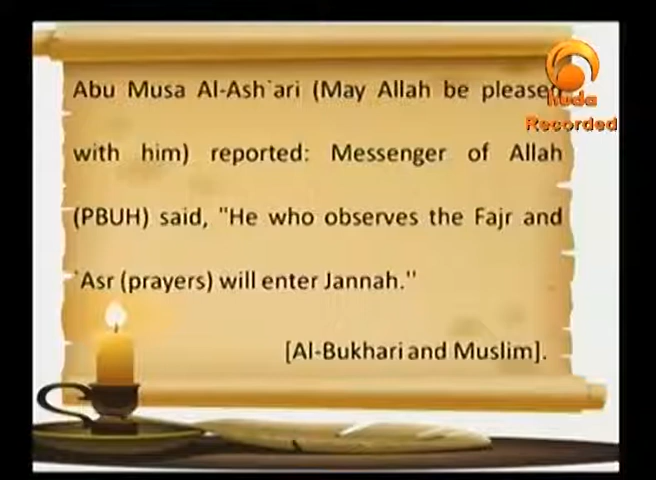 Abu Musa Al-Ash`ari (May Allah be pleased
with him) reported: Messenger of Allah
(PBUH) said, "He who observes the Fajr and
`Asr (prayers) will enter Jannah."
[Al-Bukhari and Muslim].
huda
Recorded